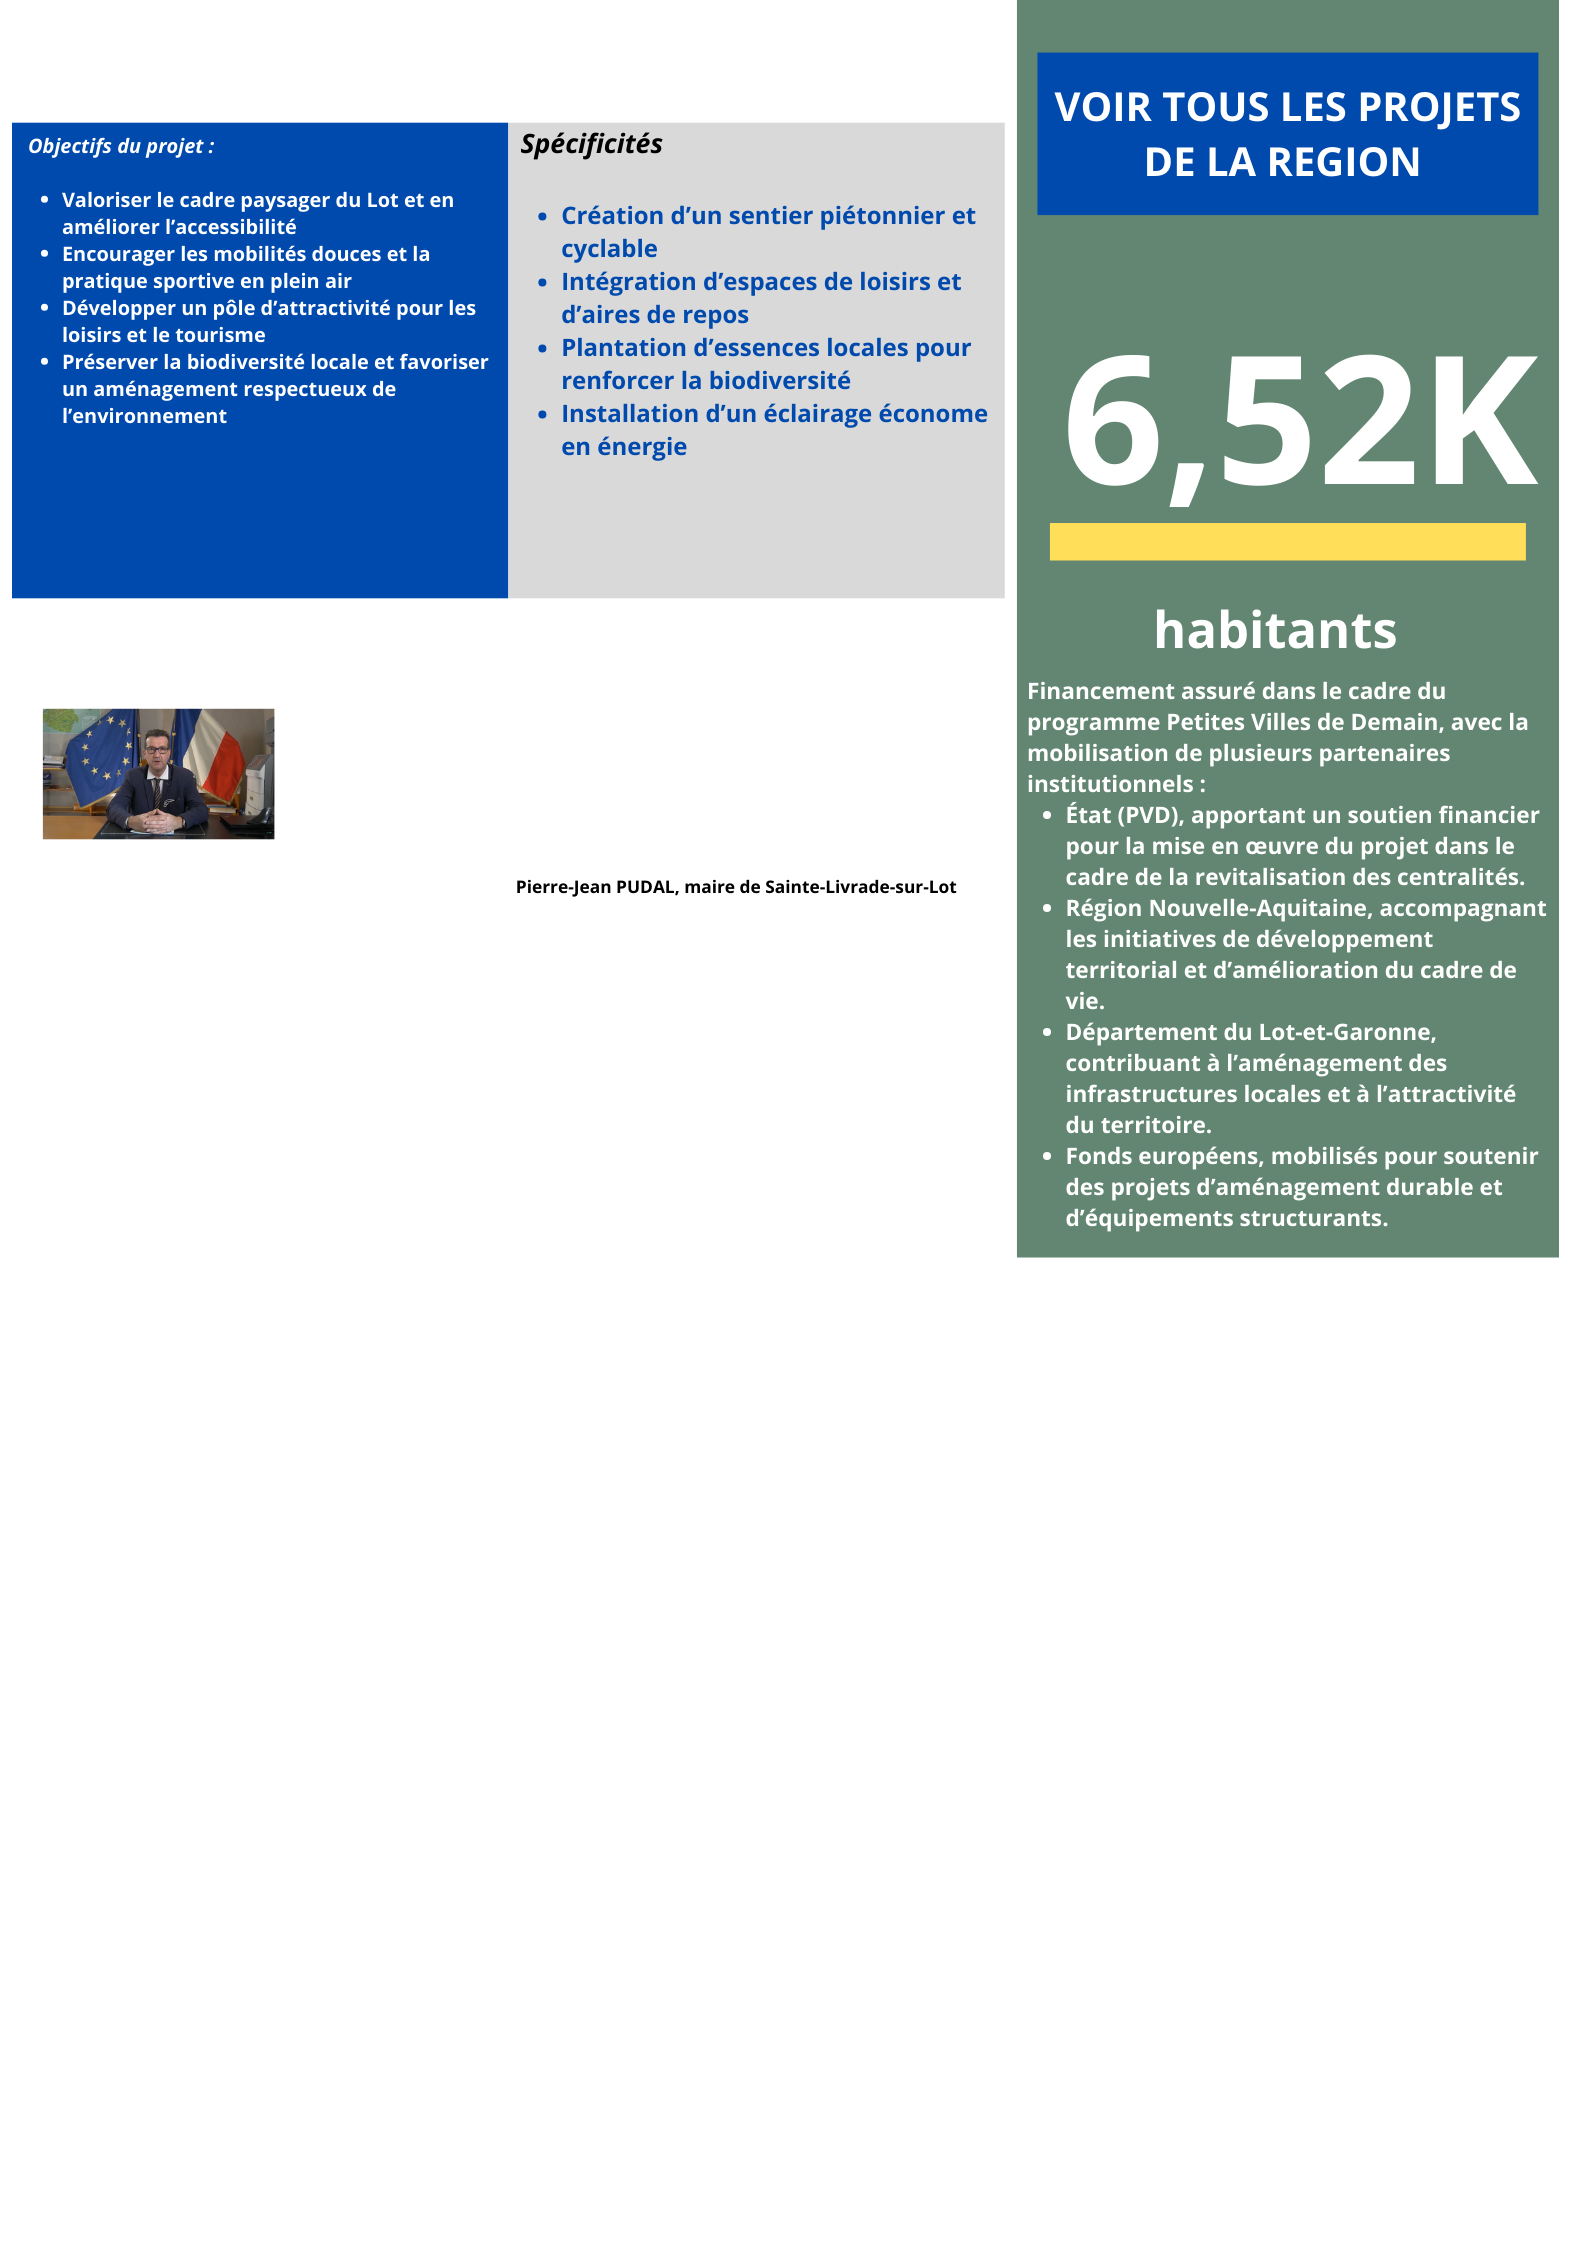 Objectifs du projet :
Valoriser le cadre paysager du Lot et en
améliorer l’accessibilité
Encourager les mobilités douces et la
pratique sportive en plein air
Développer un pôle d’attractivité pour les
loisirs et le tourisme
Préserver la biodiversité locale et favoriser
un aménagement respectueux de
l’environnement
Spécificités
Création d’un sentier piétonnier et
cyclable
Intégration d’espaces de loisirs et
d’aires de repos
Plantation d’essences locales pour
renforcer la biodiversité
Installation d’un éclairage économe
en énergie
Pierre-Jean PUDAL, maire de Sainte-Livrade-sur-Lot
VOIR TOUS LES PROJETS
DE LA REGION
6,52K
habitants
Financement assuré dans le cadre du
programme Petites Villes de Demain, avec la
mobilisation de plusieurs partenaires
institutionnels :
État (PVD), apportant un soutien financier
pour la mise en œuvre du projet dans le
cadre de la revitalisation des centralités.
Région Nouvelle-Aquitaine, accompagnant
les initiatives de développement
territorial et d’amélioration du cadre de
vie.
Département du Lot-et-Garonne,
contribuant à l’aménagement des
infrastructures locales et à l’attractivité
du territoire.
Fonds européens, mobilisés pour soutenir
des projets d’aménagement durable et
d’équipements structurants.